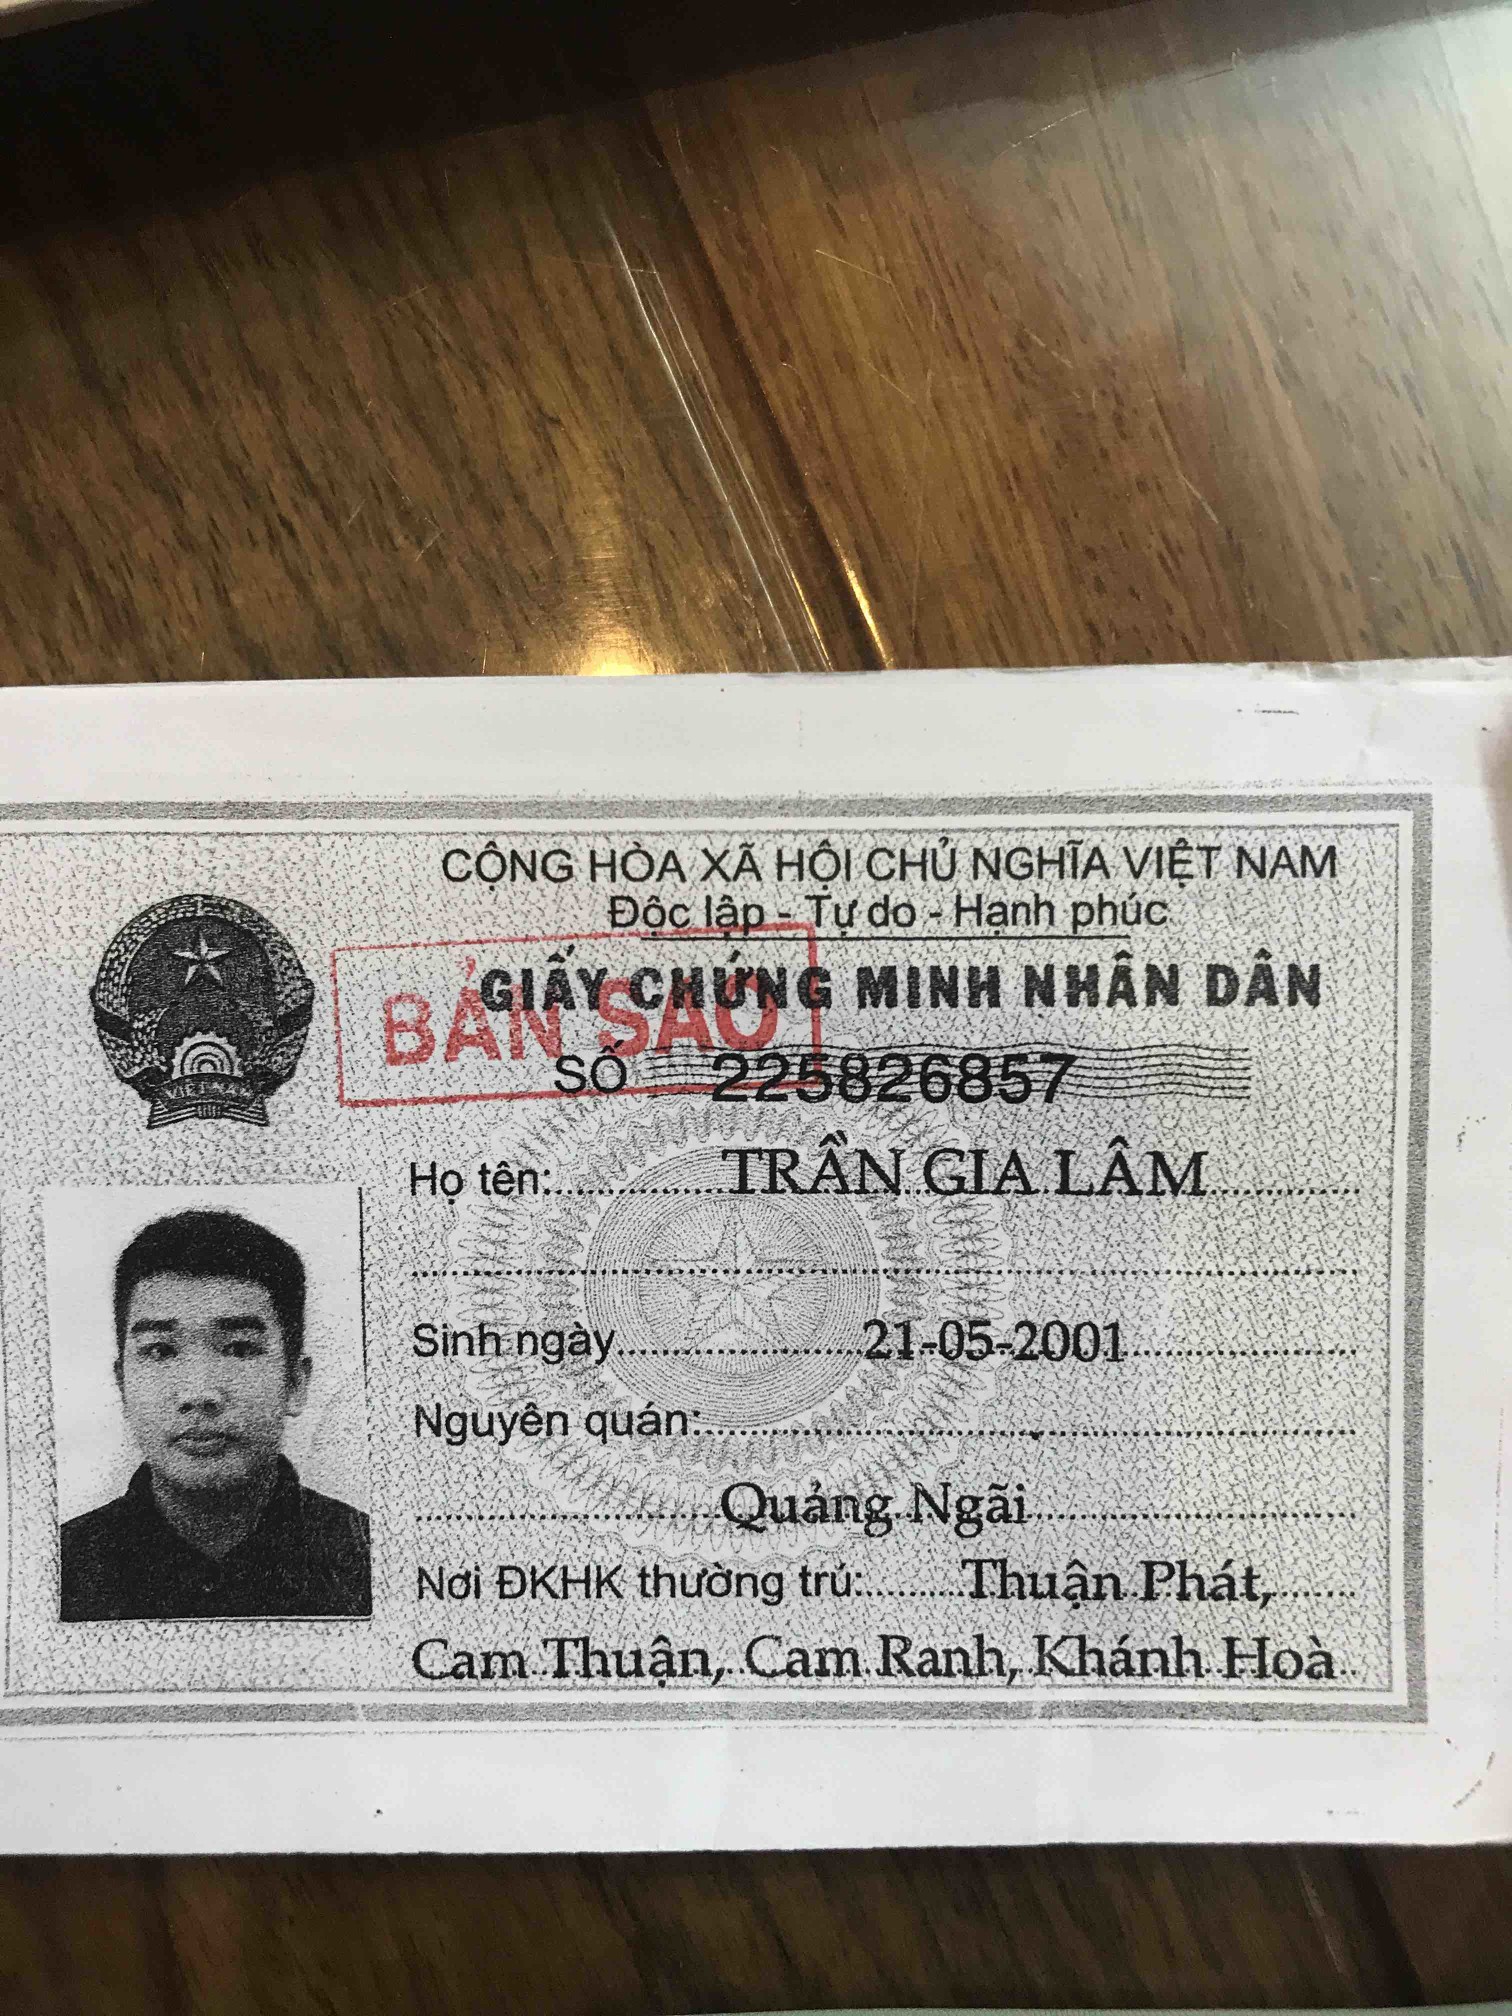 CỘNG HÒA XÃ HỘI CHỦ NGHĨA VIỆT NAM
Độc lập - Tự do - Hạnh phúc
GIẤY CHỨNG MINH NHÂN DÂN
BẢN SAO
SỐ 225826857
VIỆT NAM
Họ tên: TRẦN GIA LÂM
Sinh ngày 21-05-2001
Nguyên quán:
Quảng Ngãi
Nơi ĐKHK thường trú: Thuận Phát,
Cam Thuận, Cam Ranh, Khánh Hoà